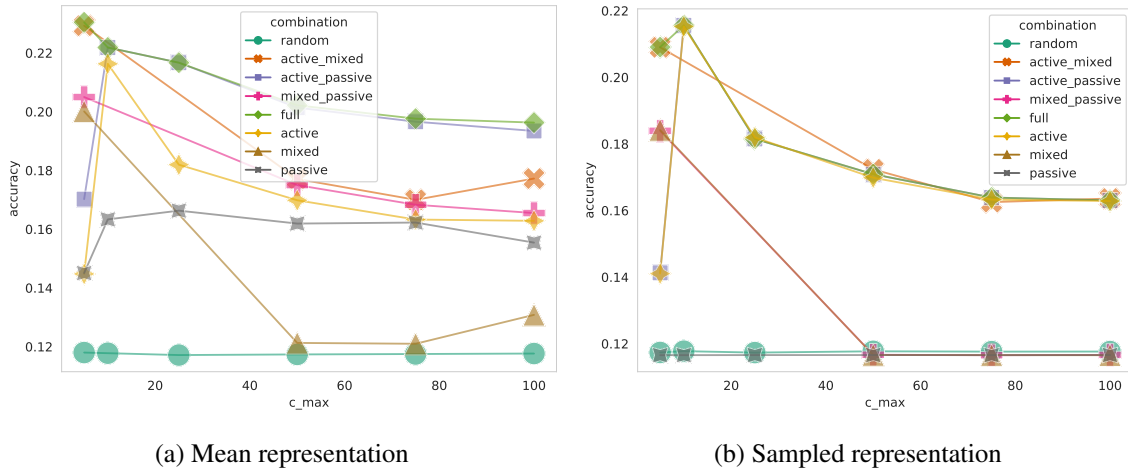 combination
random
active_mixed
active_passive
mixed_passive
full
active
mixed
passive
0.22
0.20
0.18
0.16
0.14
0.12
accuracy
20
40
60
80
100
c_max
(a) Mean representation
combination
random
active_mixed
active_passive
mixed_passive
full
active
mixed
passive
0.22
0.20
0.18
0.16
0.14
0.12
accuracy
20
40
60
80
100
c_max
(b) Sampled representation